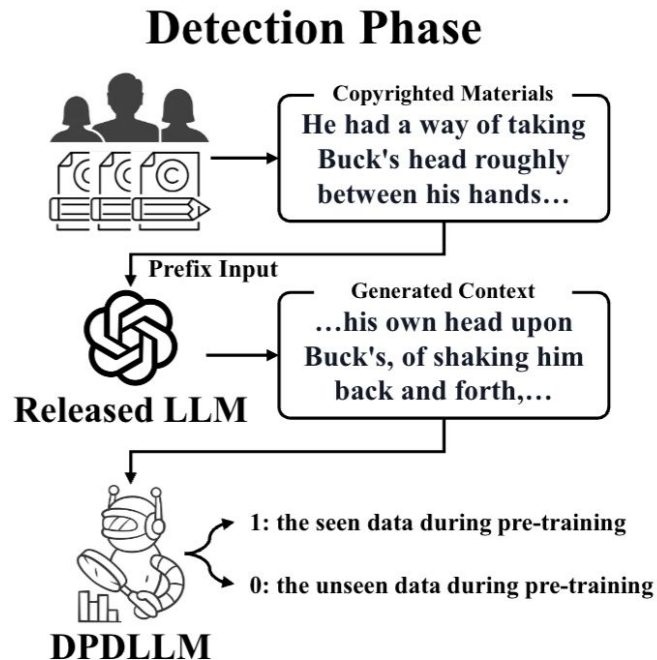 Detection Phase
Copyrighted Materials
He had a way of taking
Buck's head roughly
between his hands…
C C C
Prefix Input
Generated Context
…his own head upon
Buck's, of shaking him
back and forth,…
Released LLM
1: the seen data during pre-training
0: the unseen data during pre-training
DPDLLM